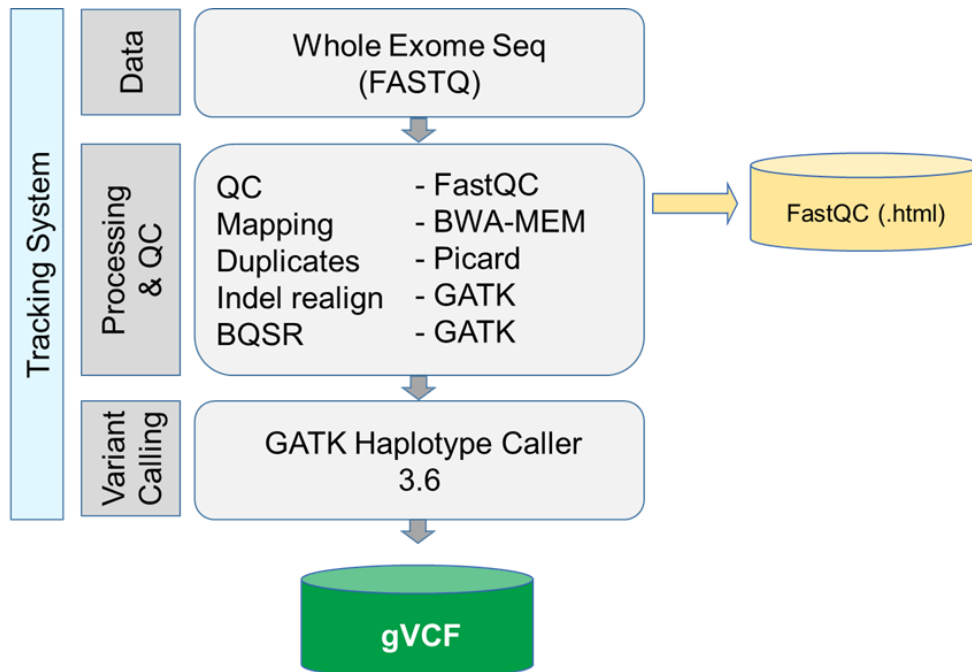 Tracking System
Data
Whole Exome Seq
(FASTQ)
Processing
& QC
QC - FastQC
Mapping - BWA-MEM
Duplicates - Picard
Indel realign - GATK
BQSR - GATK
FastQC (.html)
Variant
Calling
GATK Haplotype Caller
3.6
gVCF